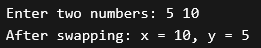 Enter two numbers: 5 10
After swapping: x = 10, y = 5